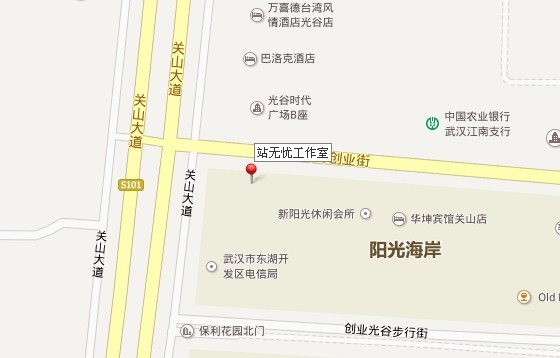 万喜德台湾风
情酒店光谷店
巴洛克酒店
关山大道
关山大道
光谷时代
广场B座
中国农业银行
武汉江南支行
站无忧工作室
创业街
S101
关山大道
新阳光休闲会所
华坤宾馆关山店
关山大道
阳光海岸
武汉市东湖开
发区电信局
Old
保利花园北门
创业光谷步行街